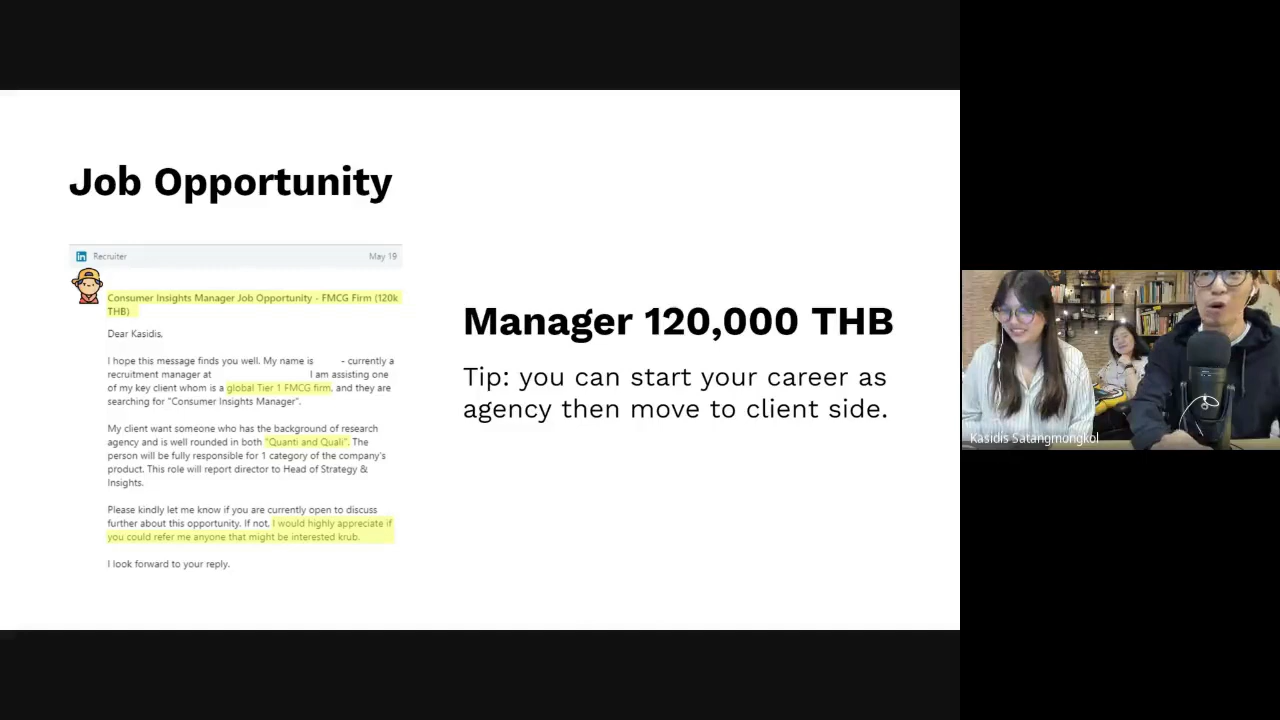 Job Opportunity
in Recruiter May 19
Consumer Insights Manager Job Opportunity - FMCG Firm (120k
THB)
Dear Kasidis,
I hope this message finds you well. My name is - currently a
recruitment manager at I am assisting one
of my key client whom is a global Tier 1 FMCG firm, and they are
searching for "Consumer Insights Manager".
My client want someone who has the background of research
agency and is well rounded in both "Quanti and Quali". The
person will be fully responsible for 1 category of the company's
product. This role will report director to Head of Strategy &
Insights.
Please kindly let me know if you are currently open to discuss
further about this opportunity. If not, I would highly appreciate if
you could refer me anyone that might be interested krub.
I look forward to your reply.
Manager 120,000 THB
Tip: you can start your career as
agency then move to client side.
Kasidis Satangmongkol